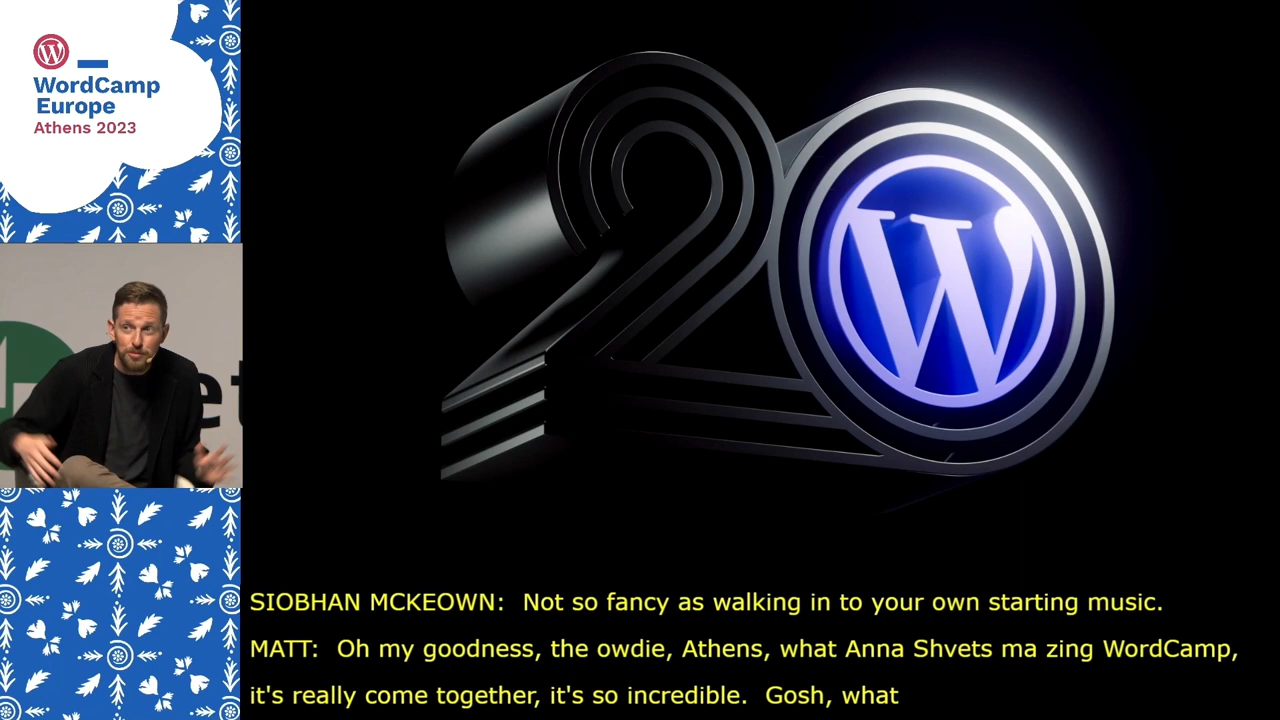 WordCamp
Europe
Athens 2023
20
W
et
SIOBHAN MCKEOWN:  Not so fancy as walking in to your own starting music.
MATT:  Oh my goodness, the owdie, Athens, what Anna Shvets ma zing WordCamp,
it's really come together, it's so incredible.  Gosh, what